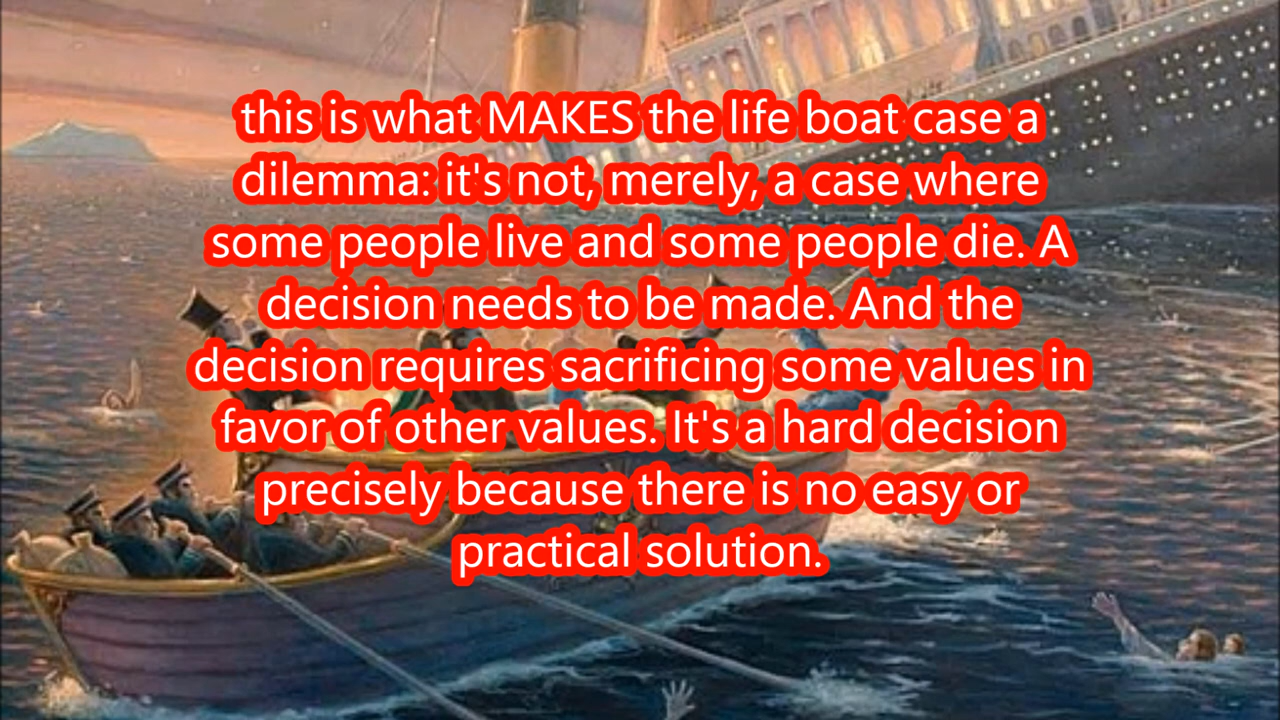 this is what MAKES the life boat case a
dilemma: it's not, merely, a case where
some people live and some people die. A
decision needs to be made. And the
decision requires sacrificing some values in
favor of other values. It's a hard decision
precisely because there is no easy or
practical solution.